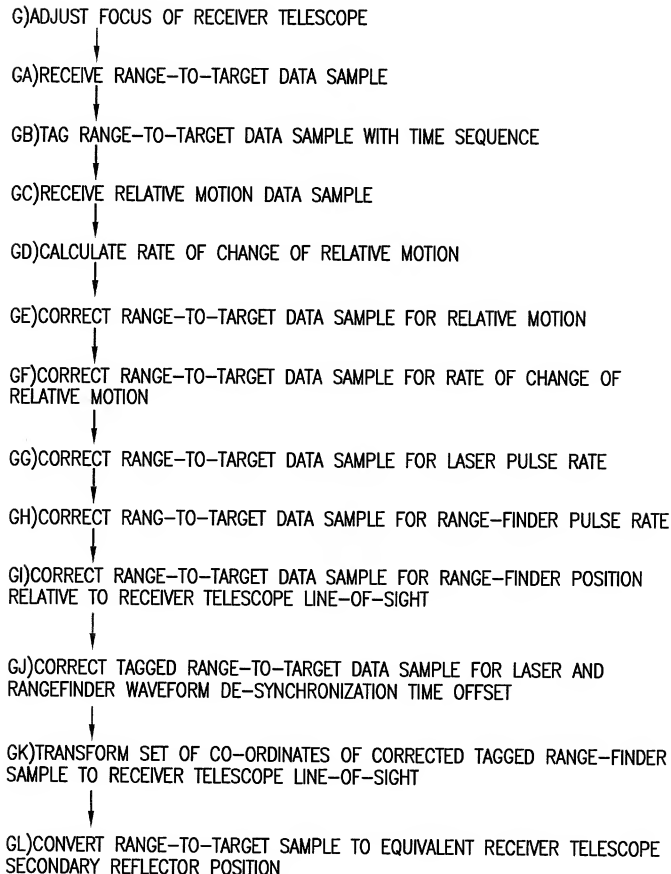 G)ADJUST FOCUS OF RECEIVER TELESCOPE
GA)RECEIVE RANGE-TO-TARGET DATA SAMPLE
GB)TAG RANGE-TO-TARGET DATA SAMPLE WITH TIME SEQUENCE
GC)RECEIVE RELATIVE MOTION DATA SAMPLE
GD)CALCULATE RATE OF CHANGE OF RELATIVE MOTION
GE)CORRECT RANGE-TO-TARGET DATA SAMPLE FOR RELATIVE MOTION
GF)CORRECT RANGE-TO-TARGET DATA SAMPLE FOR RATE OF CHANGE OF
RELATIVE MOTION
GG)CORRECT RANGE-TO-TARGET DATA SAMPLE FOR LASER PULSE RATE
GH)CORRECT RANG-TO-TARGET DATA SAMPLE FOR RANGE-FINDER PULSE RATE
GI)CORRECT RANGE-TO-TARGET DATA SAMPLE FOR RANGE-FINDER POSITION
RELATIVE TO RECEIVER TELESCOPE LINE-OF-SIGHT
GJ)CORRECT TAGGED RANGE-TO-TARGET DATA SAMPLE FOR LASER AND
RANGEFINDER WAVEFORM DE-SYNCHRONIZATION TIME OFFSET
GK)TRANSFORM SET OF CO-ORDINATES OF CORRECTED TAGGED RANGE-FINDER
SAMPLE TO RECEIVER TELESCOPE LINE-OF-SIGHT
GL)CONVERT RANGE-TO-TARGET SAMPLE TO EQUIVALENT RECEIVER TELESCOPE
SECONDARY REFLECTOR POSITION